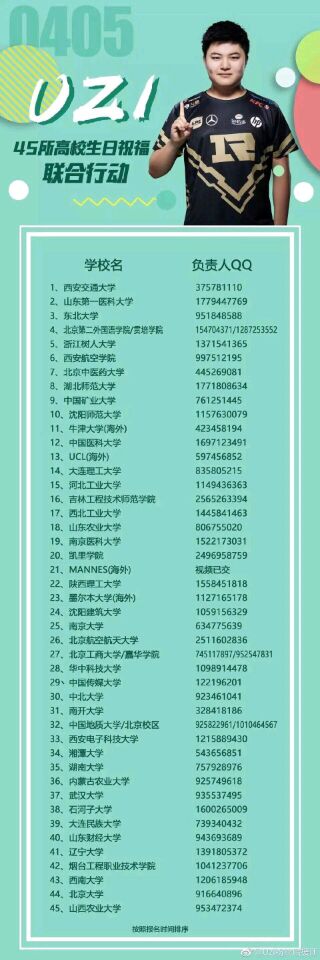 0405
UZI
45所高校生日祝福
联合行动
学校名 负责人QQ
1、西安交通大学 375781110
2、山东第一医科大学 1779447769
3、东北大学 951848588
4、北京第二外国语学院/贯培学院 154704371/1287253552
5、浙江树人大学 1371541365
6、西安航空学院 997512195
7、北京中医药大学 445269081
8、湖北师范大学 1771808634
9、中国矿业大学 761251445
10、沈阳师范大学 1157630079
11、牛津大学(海外) 423458194
12、中国医科大学 1697123491
13、UCL(海外) 597456852
14、大连理工大学 835805215
15、河北工业大学 1149436363
16、吉林工程技术师范学院 2565263394
17、西北工业大学 1445841463
18、山东农业大学 806755020
19、南京医科大学 1522173031
20、凯里学院 2496958759
21、MANNES(海外) 视频已交
22、陕西理工大学 1558451818
23、墨尔本大学(海外) 1127165178
24、沈阳建筑大学 1059156329
25、南京大学 634775639
26、北京航空航天大学 2511602836
27、北京工商大学/嘉华学院 745117897/952547831
28、华中科技大学 1098914478
29、中国传媒大学 122196201
30、中北大学 923461041
31、南开大学 328418186
32、中国地质大学/北京校区 925822961/1010464567
33、西安电子科技大学 1215889430
34、湘潭大学 543656851
35、湖南大学 757928976
36、内蒙古农业大学 925749618
37、武汉大学 935537495
38、石河子大学 1600265009
39、大连民族大学 739340432
40、山东财经大学 943693689
41、辽宁大学 1391805372
42、烟台工程职业技术学院 1041237706
43、西南大学 1206185948
44、北京大学 916640896
45、山西农业大学 953472374
按照报名时间排序